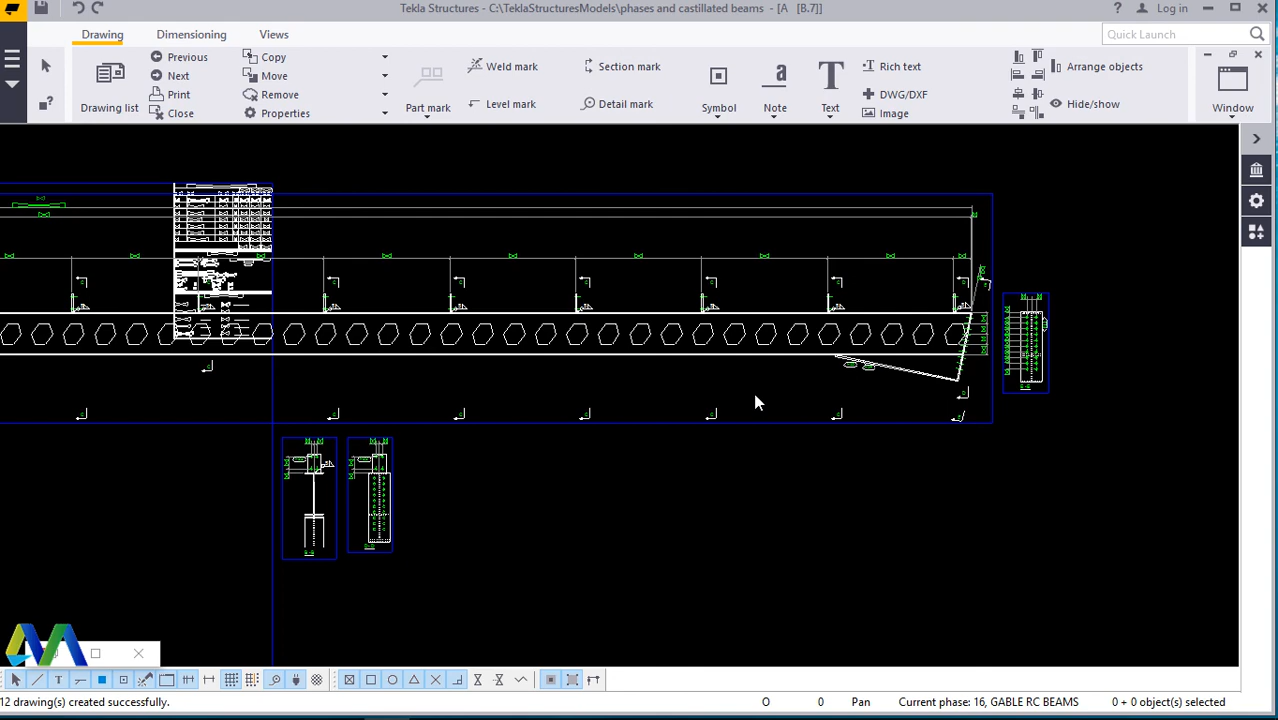 Tekla Structures - C:\TeklaStructuresModels\phases and castillated beams - [A    [B.7]]
Log in
Drawing
Dimensioning
Views
Quick Launch
Drawing list
Previous
Next
Print
Close
Copy
Move
Remove
Properties
Part mark
Weld mark
Level mark
Section mark
Detail mark
Symbol
Note
Text
Rich text
DWG/DXF
Image
Arrange objects
Hide/show
Window
12 drawing(s) created successfully.
O
0
Pan
Current phase: 16, GABLE RC BEAMS
0 + 0 object(s) selected